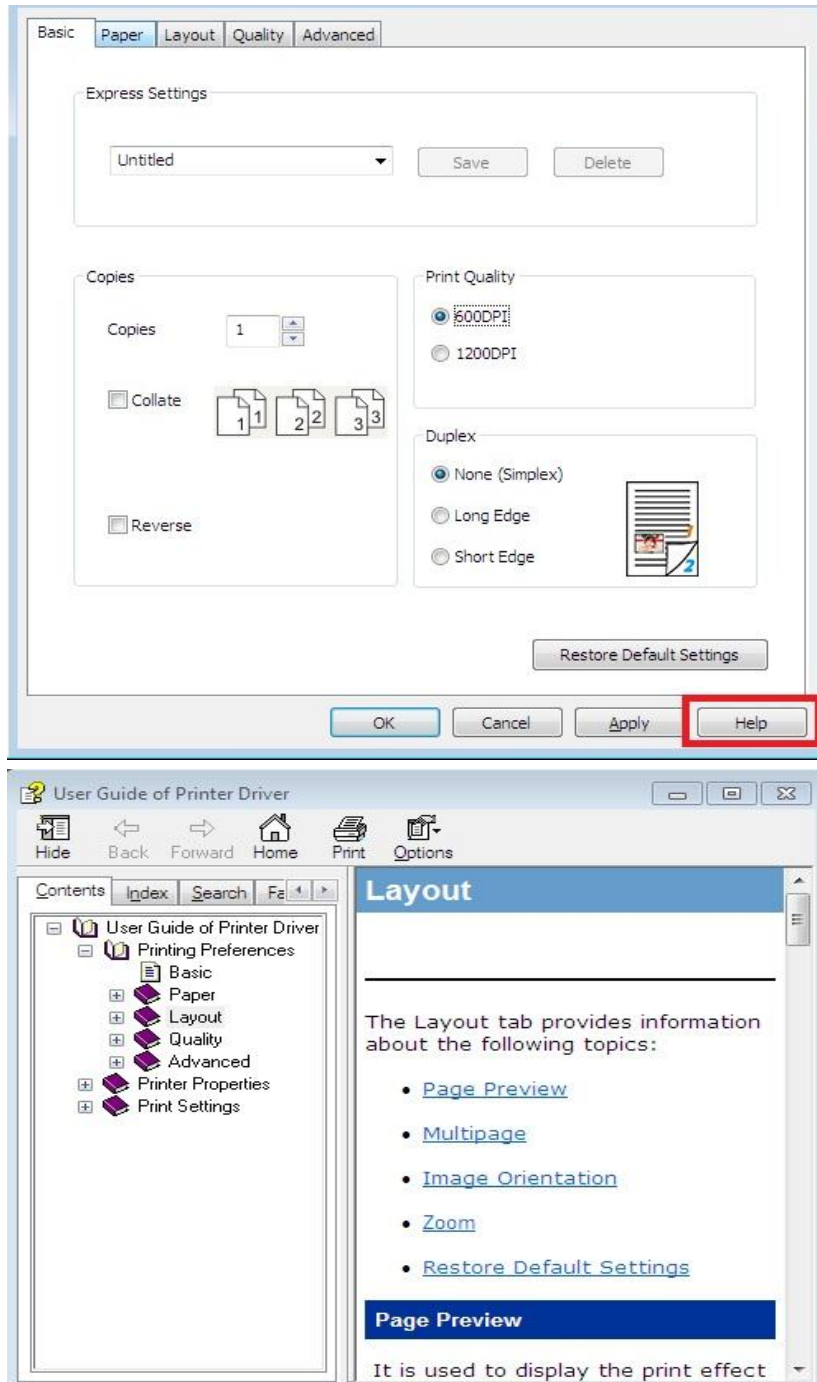 Basic Paper Layout Quality Advanced
Express Settings
Untitled Save Delete
Copies
Copies 1
Collate
1 1 2 2 3 3
Reverse
Print Quality
600DPI
1200DPI
Duplex
None (Simplex)
Long Edge
Short Edge
1
2
Restore Default Settings
OK Cancel Apply Help
User Guide of Printer Driver
Hide Back Forward Home Print Options
Contents Index Search Fa
User Guide of Printer Driver
Printing Preferences
Basic
Paper
Layout
Quality
Advanced
Printer Properties
Print Settings
Layout
The Layout tab provides information
about the following topics:
• Page Preview
• Multipage
• Image Orientation
• Zoom
• Restore Default Settings
Page Preview
It is used to display the print effect